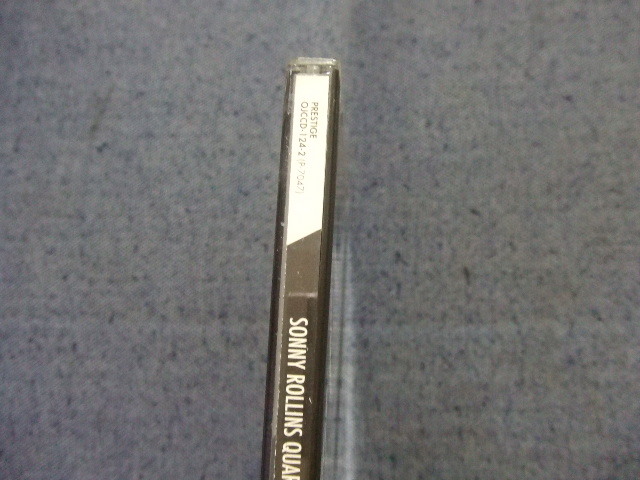 PRESTIGE
OJCCD-124-2 (P-7047)
SONNY ROLLINS QUAR